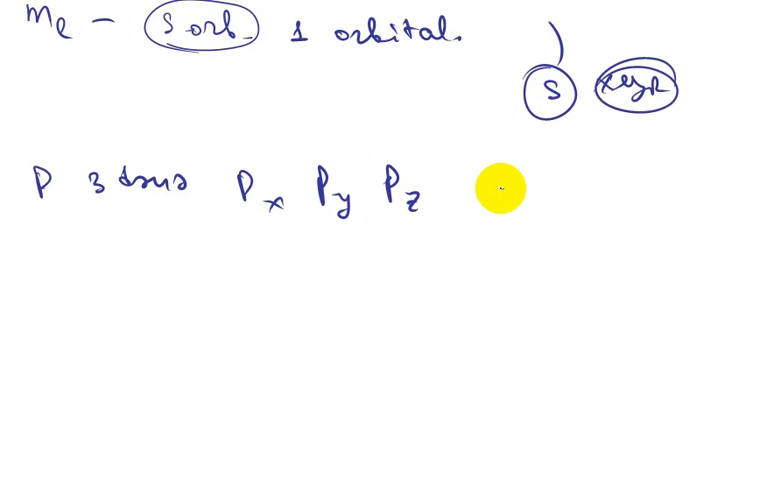 mℓ – s orb 1 orbital.
S
P 3 Px Py Pz